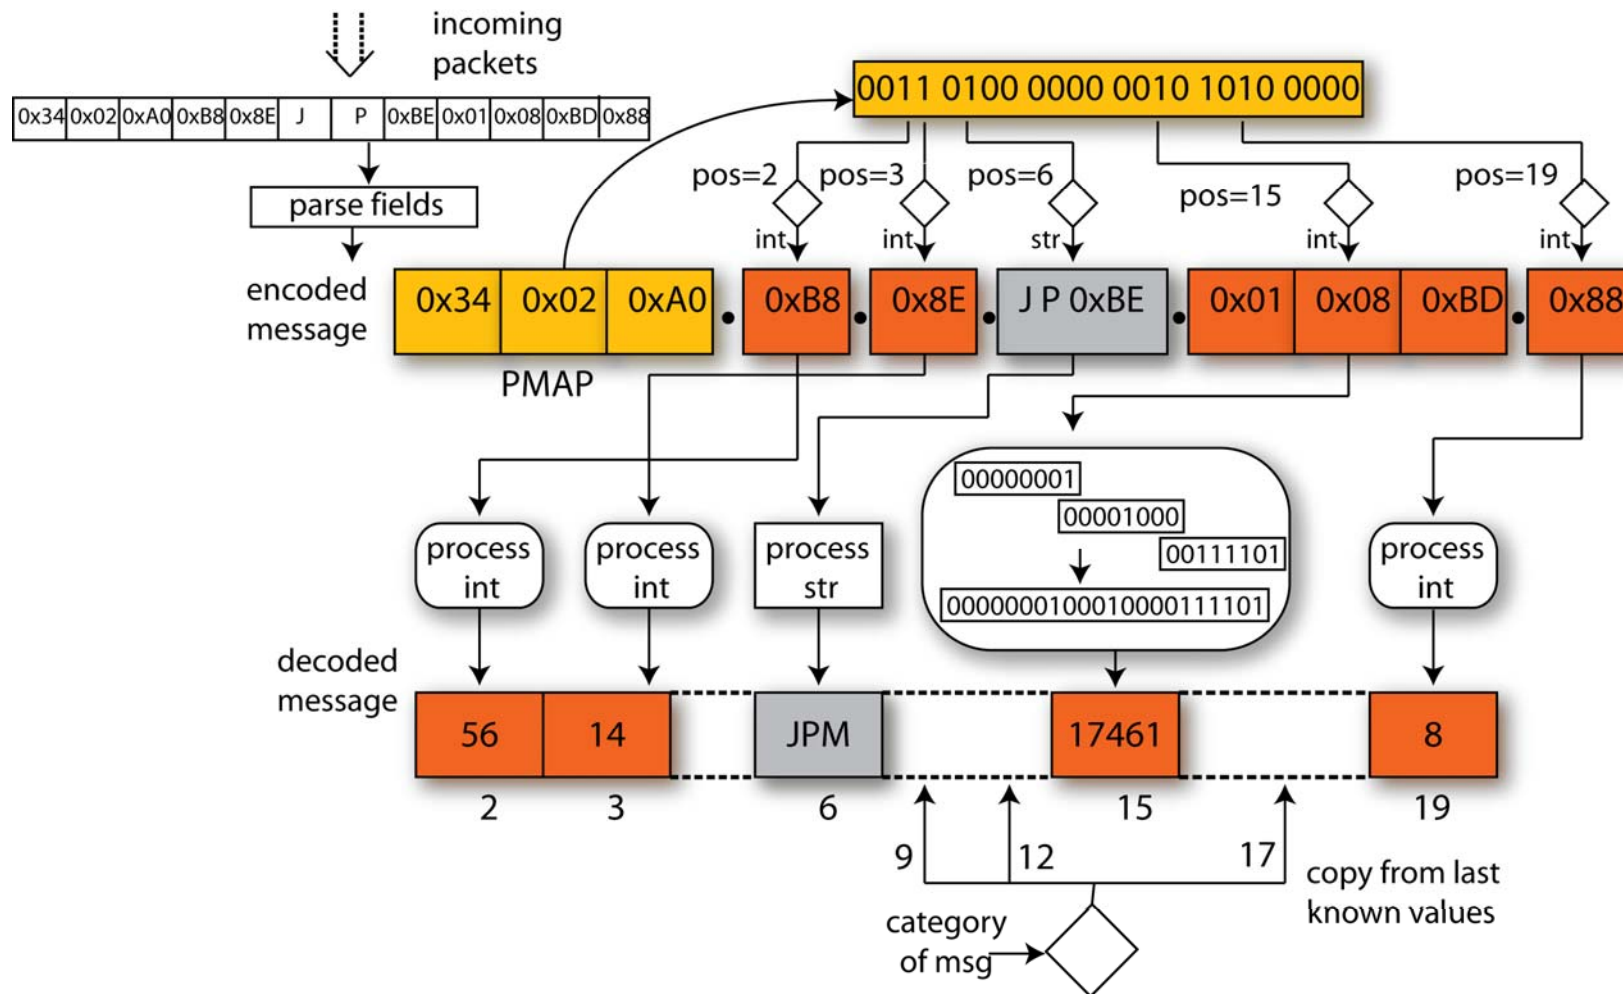 incoming
packets
0x34 0x02 0xA0 0xB8 0x8E J P 0xBE 0x01 0x08 0xBD 0x88
0011 0100 0000 0010 1010 0000
parse fields
pos=2 pos=3 pos=6 pos=15 pos=19
int int str int int
encoded
message
0x34 0x02 0xA0 0xB8 0x8E J P 0xBE 0x01 0x08 0xBD 0x88
PMAP
00000001
00001000
00111101
0000000100010000111101
process
int
process
int
process
str
process
int
decoded
message
56 14 JPM 17461 8
2 3 6 15 19
9 12 17
copy from last
known values
category
of msg